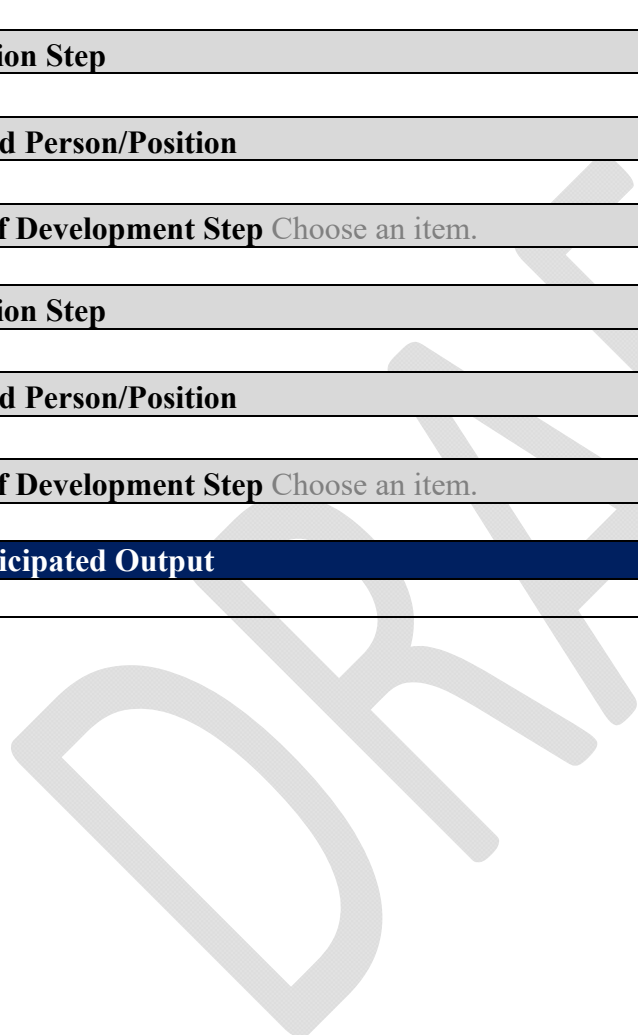 ion Step
d Person/Position
f Development Step Choose an item.
ion Step
d Person/Position
f Development Step Choose an item.
icipated Output
DRAF